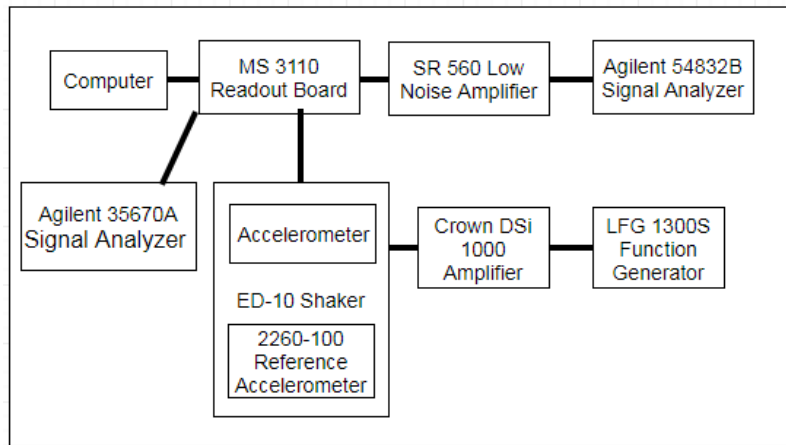 Computer
MS 3110
Readout Board
SR 560 Low
Noise Amplifier
Agilent 54832B
Signal Analyzer
Agilent 35670A
Signal Analyzer
Accelerometer
ED-10 Shaker
2260-100
Reference
Accelerometer
Crown DSi
1000
Amplifier
LFG 1300S
Function
Generator